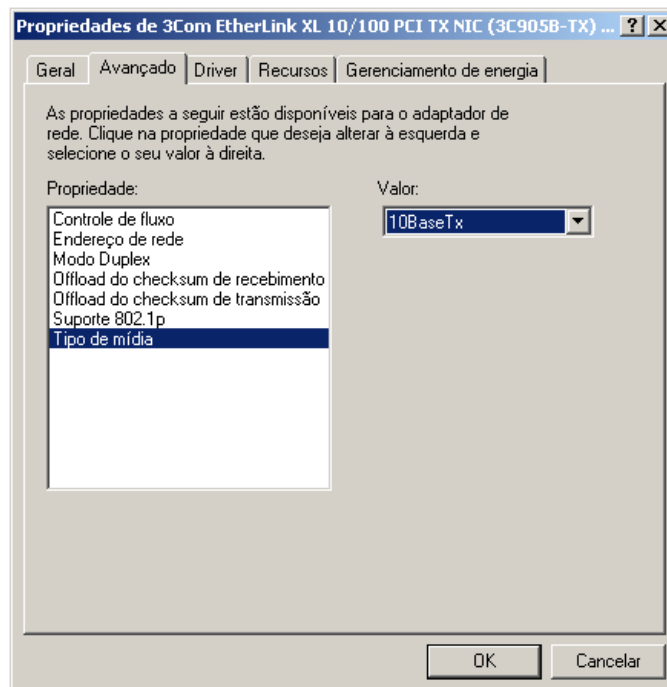 Propriedades de 3Com EtherLink XL 10/100 PCI TX NIC (3C905B-TX) ...
Geral Avançado Driver Recursos Gerenciamento de energia
As propriedades a seguir estão disponíveis para o adaptador de
rede. Clique na propriedade que deseja alterar à esquerda e
selecione o seu valor à direita.
Propriedade:
Valor:
Controle de fluxo
Endereço de rede
Modo Duplex
Offload do checksum de recebimento
Offload do checksum de transmissão
Suporte 802.1p
Tipo de mídia
10BaseTx
OK Cancelar